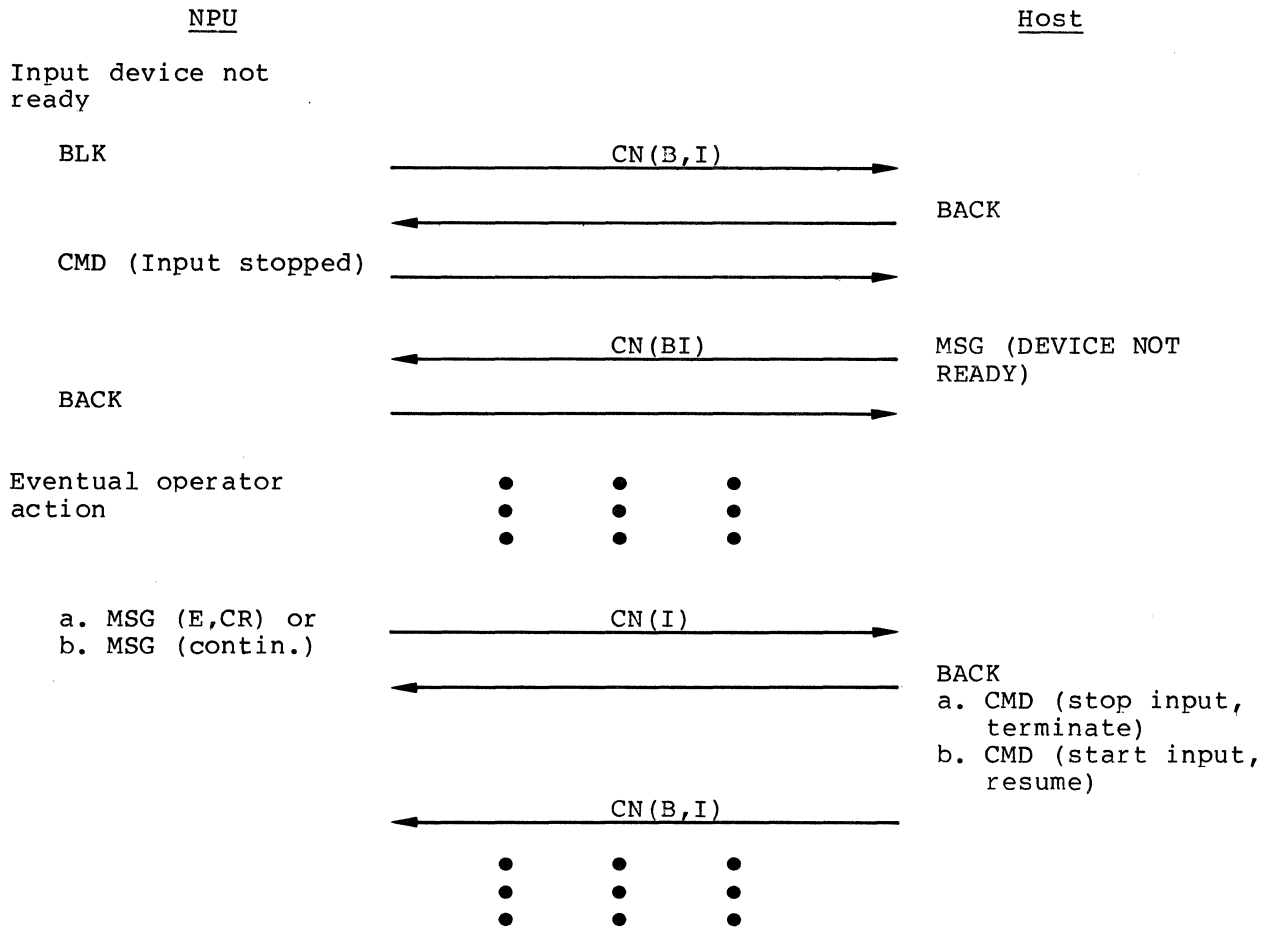 NPU Host
Input device not
ready
BLK CN(B,I)
BACK
CMD (Input stopped)
CN(BI) MSG (DEVICE NOT
READY)
BACK
Eventual operator
action
a. MSG (E,CR) or CN(I)
b. MSG (contin.)
BACK
a. CMD (stop input,
terminate)
b. CMD (start input,
resume)
CN(B,I)